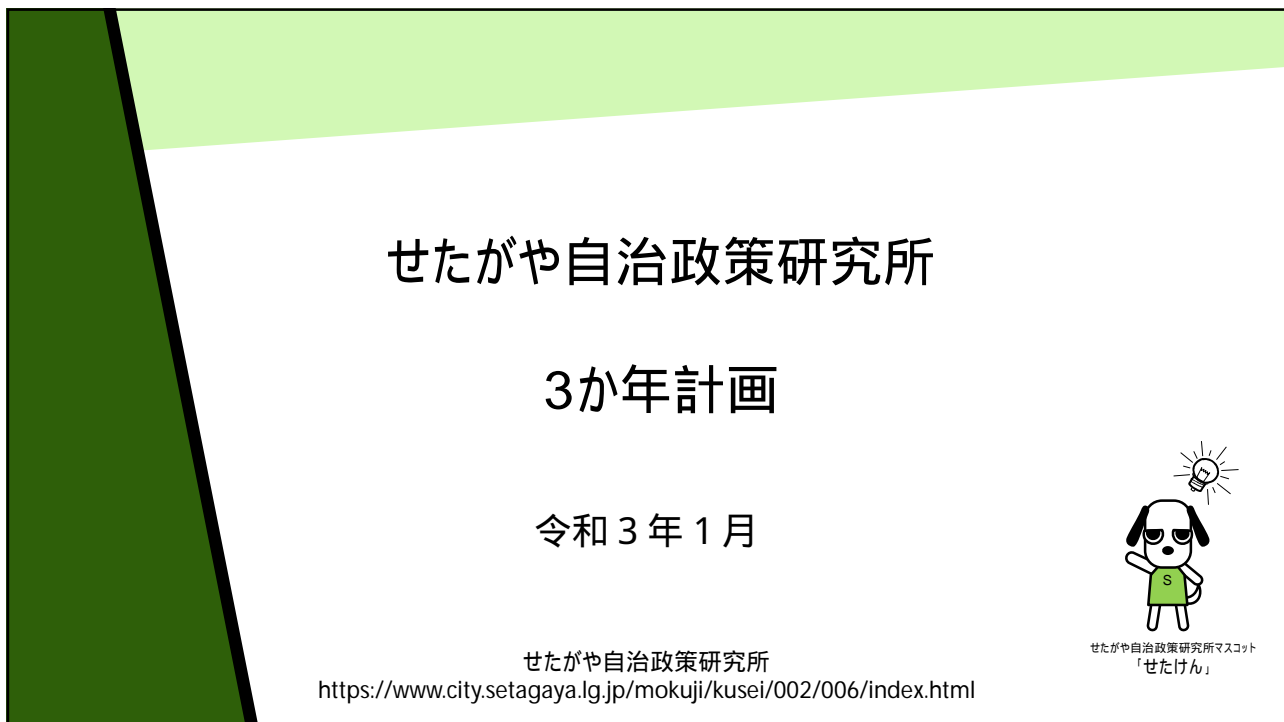 せたがや自治政策研究所
3か年計画
令和３年１月
S
せたがや自治政策研究所マスコット
「せたけん」
せたがや自治政策研究所
https://www.city.setagaya.lg.jp/mokuji/kusei/002/006/index.html